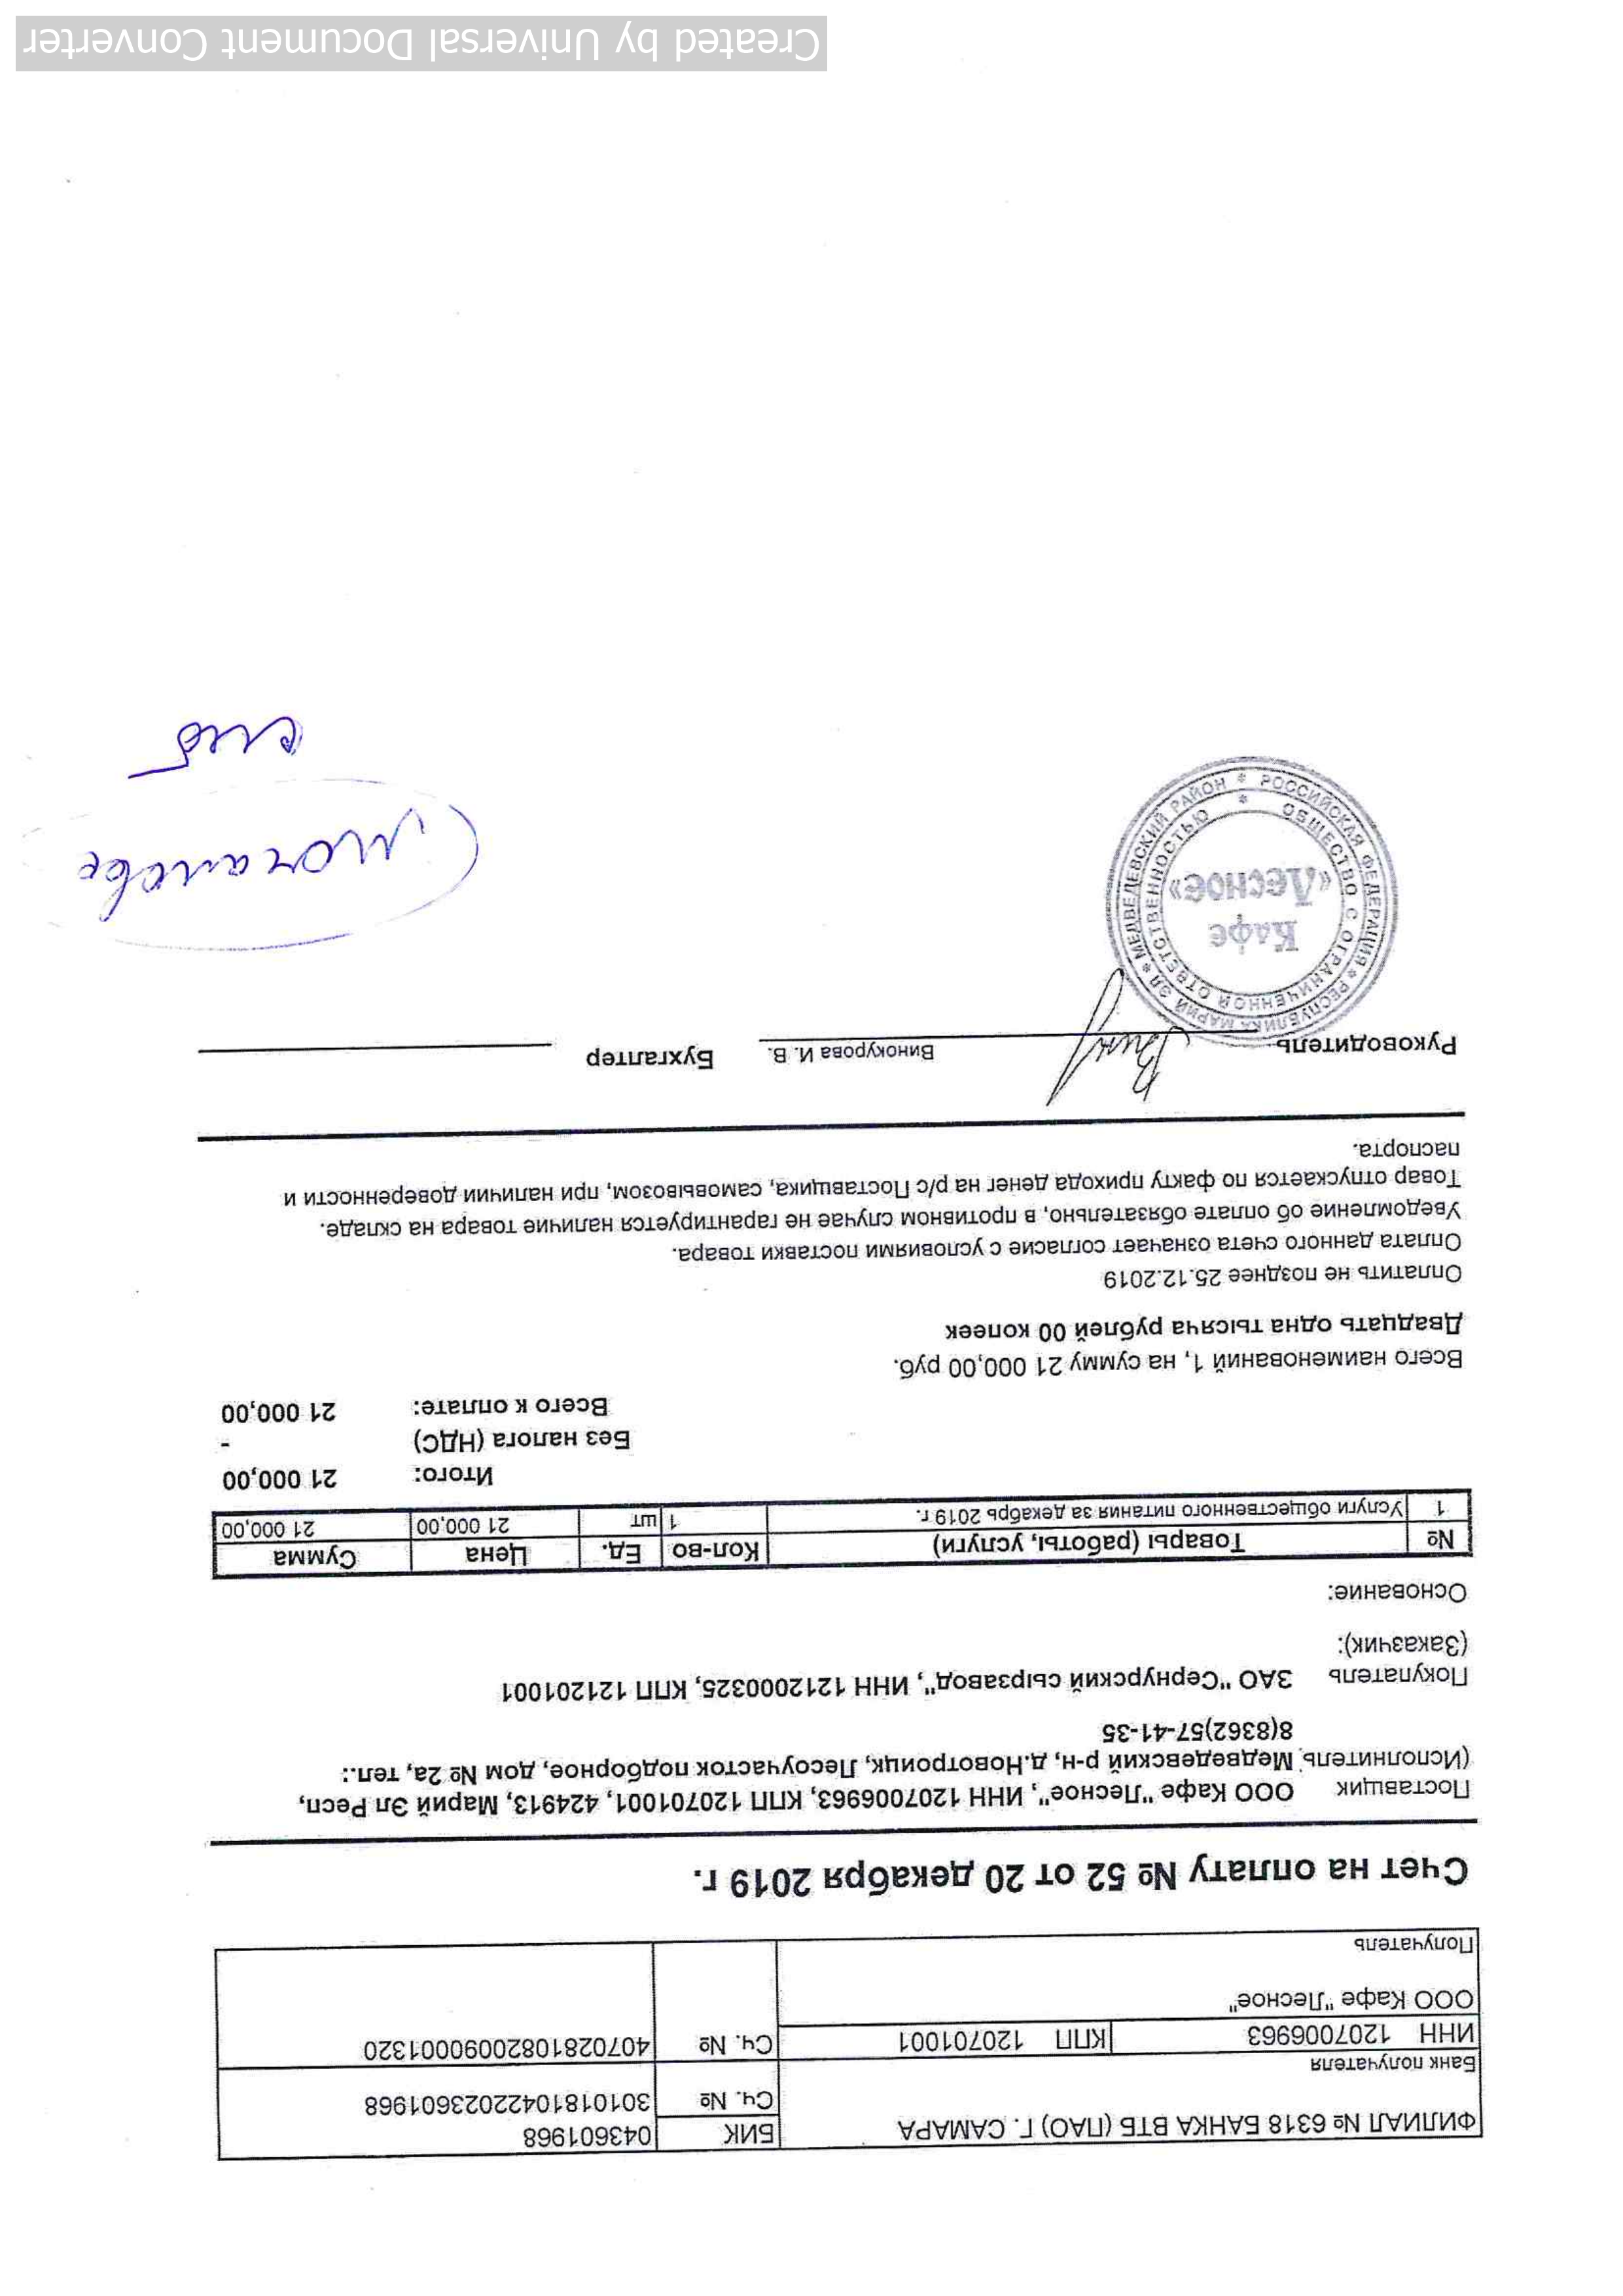 ФИЛИАЛ № 6318 БАНКА ВТБ (ПАО) Г. САМАРА БИК 043601968
Сч. № 30101810422023601968
Банк получателя
ИНН 1207006963 КПП 120701001 Сч. № 40702810820090001320
ООО Кафе "Лесное"
Получатель
Счет на оплату № 52 от 20 декабря 2019 г.
Поставщик ООО Кафе "Лесное", ИНН 1207006963, КПП 120701001, 424913, Марий Эл Респ,
(Исполнитель) Медведевский р-н, д.Новотроицк, Лесоучасток подборное, дом № 2а, тел.:
8(8362)57-41-35
Покупатель ЗАО "Сернурский сырзавод", ИНН 1212000325, КПП 121201001
(Заказчик):
Основание:
№ Товары (работы, услуги) Кол-во Ед. Цена Сумма
1 Услуги общественного питания за декабрь 2019 г. 1 шт 21 000,00 21 000,00
Итого: 21 000,00
Без налога (НДС) -
Всего к оплате: 21 000,00
Всего наименований 1, на сумму 21 000,00 руб.
Двадцать одна тысяча рублей 00 копеек
Оплатить не позднее 25.12.2019
Оплата данного счета означает согласие с условиями поставки товара.
Уведомление об оплате обязательно, в противном случае не гарантируется наличие товара на складе.
Товар отпускается по факту прихода денег на р/с Поставщика, самовывозом, при наличии доверенности и
паспорта.
Руководитель Винокурова И. В. Бухгалтер
РОССИЙСКАЯ ФЕДЕРАЦИЯ * РЕСПУБЛИКА МАРИЙ ЭЛ * МЕДВЕДЕВСКИЙ РАЙОН *
ОБЩЕСТВО С ОГРАНИЧЕННОЙ ОТВЕТСТВЕННОСТЬЮ *
Кафе
«Лесное»
Created by Universal Document Converter